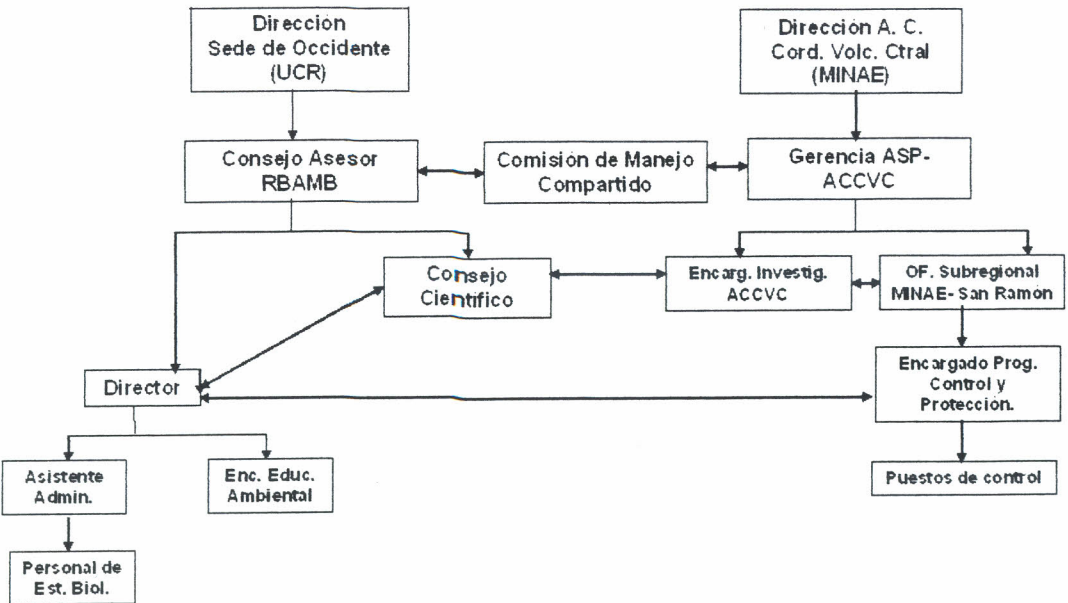 Dirección
Sede de Occidente
(UCR)
Dirección A. C.
Cord. Volc. Ctral
(MINAE)
Consejo Asesor
RBAMB
Comisión de Manejo
Compartido
Gerencia ASP-
ACCVC
Consejo
Científico
Encarg. Investig.
ACCVC
OF. Subregional
MINAE- San Ramón
Director
Encargado Prog.
Control y
Protección.
Asistente
Admin.
Enc. Educ.
Ambiental
Puestos de control
Personal de
Est. Biol.